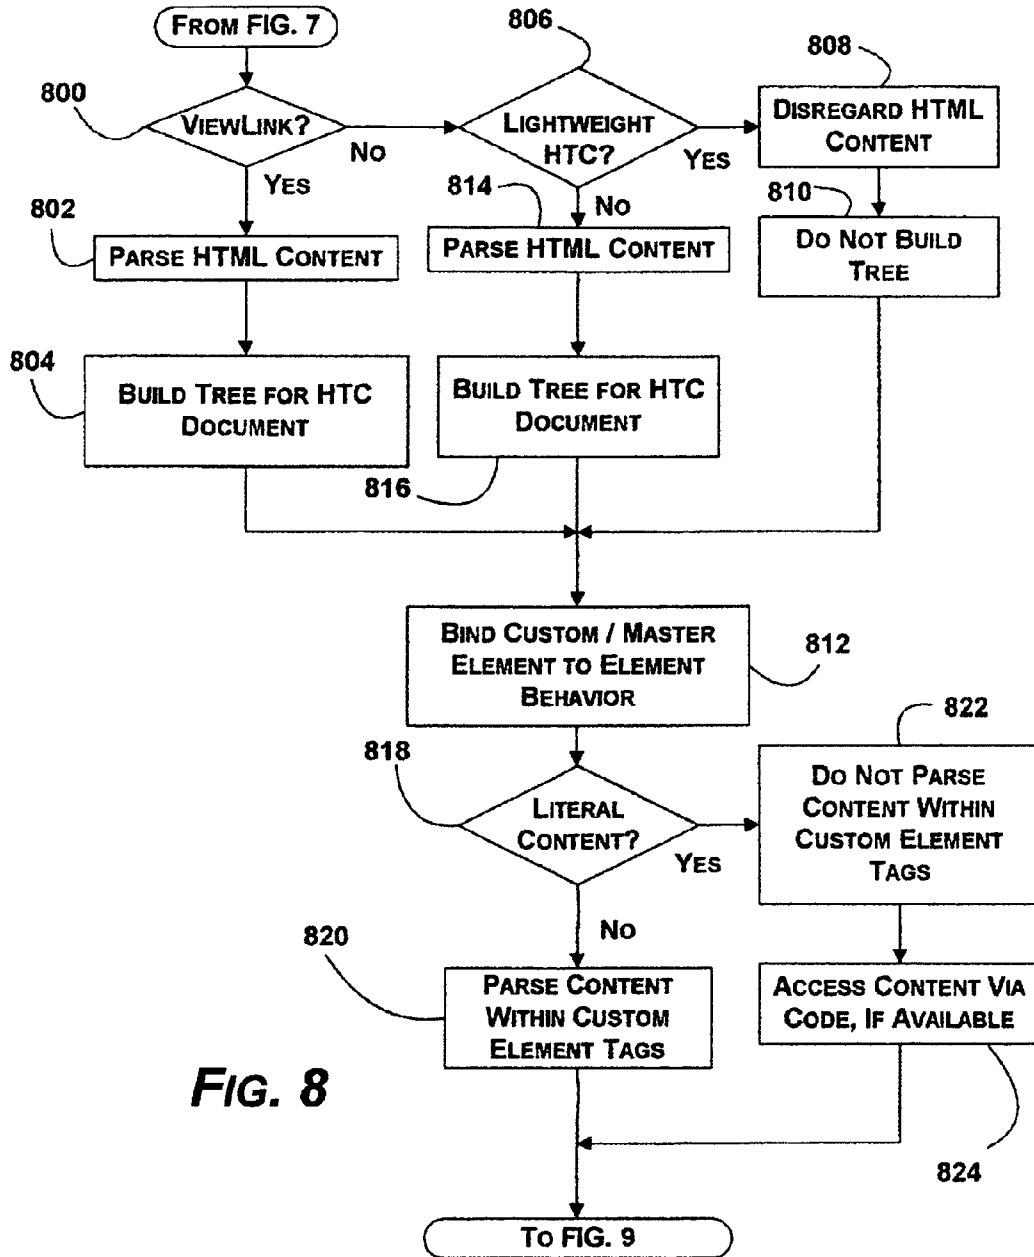 FROM FIG. 7
806
808
800
VIEWLINK?
NO
YES
LIGHTWEIGHT
HTC?
YES
NO
DISREGARD HTML
CONTENT
802
814
810
PARSE HTML CONTENT
PARSE HTML CONTENT
DO NOT BUILD
TREE
804
BUILD TREE FOR HTC
DOCUMENT
BUILD TREE FOR HTC
DOCUMENT
816
BIND CUSTOM / MASTER
ELEMENT TO ELEMENT
BEHAVIOR
812
818
LITERAL
CONTENT?
YES
NO
822
DO NOT PARSE
CONTENT WITHIN
CUSTOM ELEMENT
TAGS
820
PARSE CONTENT
WITHIN CUSTOM
ELEMENT TAGS
ACCESS CONTENT VIA
CODE, IF AVAILABLE
824
FIG. 8
TO FIG. 9